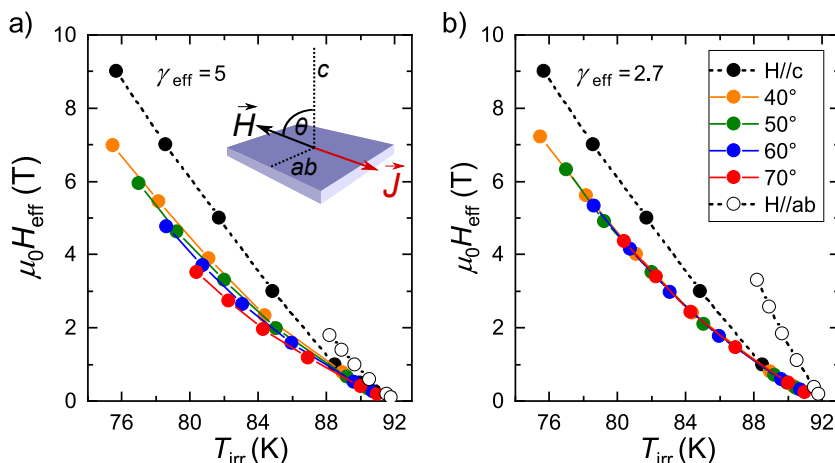 a)
γeff = 5
c
H
θ
ab
J
10
8
6
4
2
0
μ0Heff (T)
76 80 84 88 92
Tirr (K)
b)
γeff = 2.7
H//c
40°
50°
60°
70°
H//ab
10
8
6
4
2
0
μ0Heff (T)
76 80 84 88 92
Tirr (K)